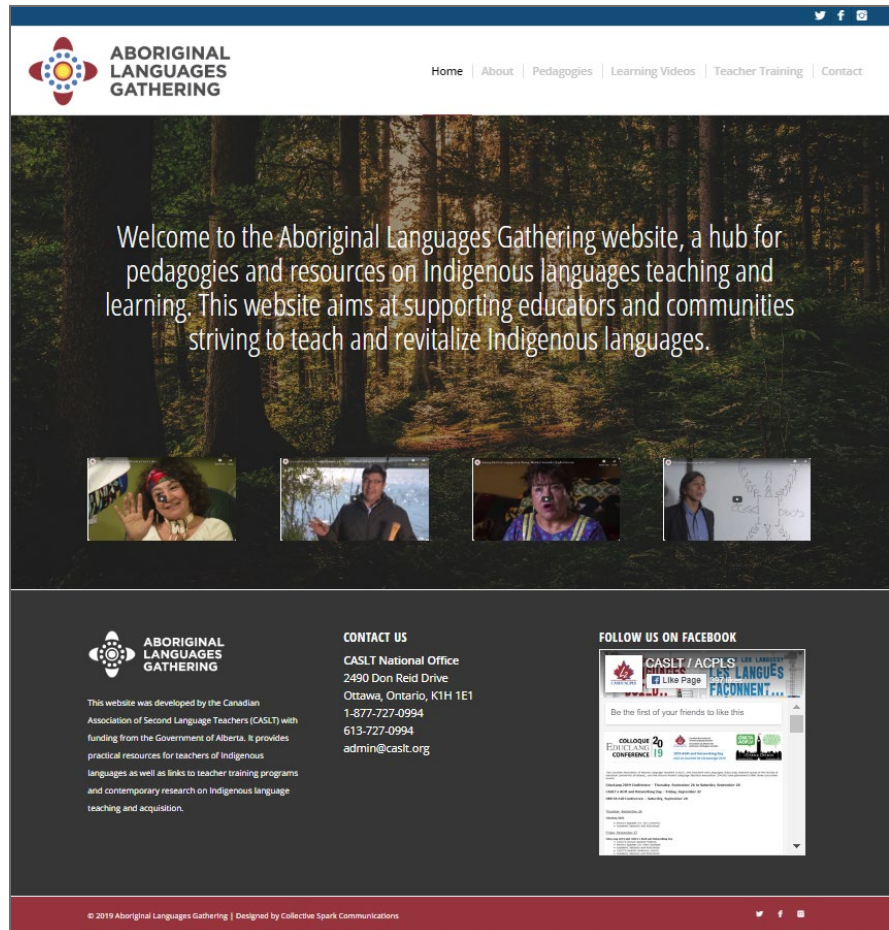 ABORIGINAL
LANGUAGES
GATHERING
Home
About
Pedagogies
Learning Videos
Teacher Training
Contact
Welcome to the Aboriginal Languages Gathering website, a hub for
pedagogies and resources on Indigenous languages teaching and
learning. This website aims at supporting educators and communities
striving to teach and revitalize Indigenous languages.
ABORIGINAL
LANGUAGES
GATHERING
This website was developed by the Canadian
Association of Second Language Teachers (CASLT) with
funding from the Government of Alberta. It provides
practical resources for teachers of Indigenous
languages as well as links to teacher training programs
and contemporary research on Indigenous language
teaching and acquisition.
CONTACT US
CASLT National Office
2490 Don Reid Drive
Ottawa, Ontario, K1H 1E1
1-877-727-0994
613-727-0994
admin@caslt.org
FOLLOW US ON FACEBOOK
CASLT / ACPLS
Like Page
LES LANGUES
FAÇONNENT...
Be the first of your friends to like this
COLLOQUE 2019
EDUCLANG
CONFERENCE
© 2019 Aboriginal Languages Gathering | Designed by Collective Spark Communications